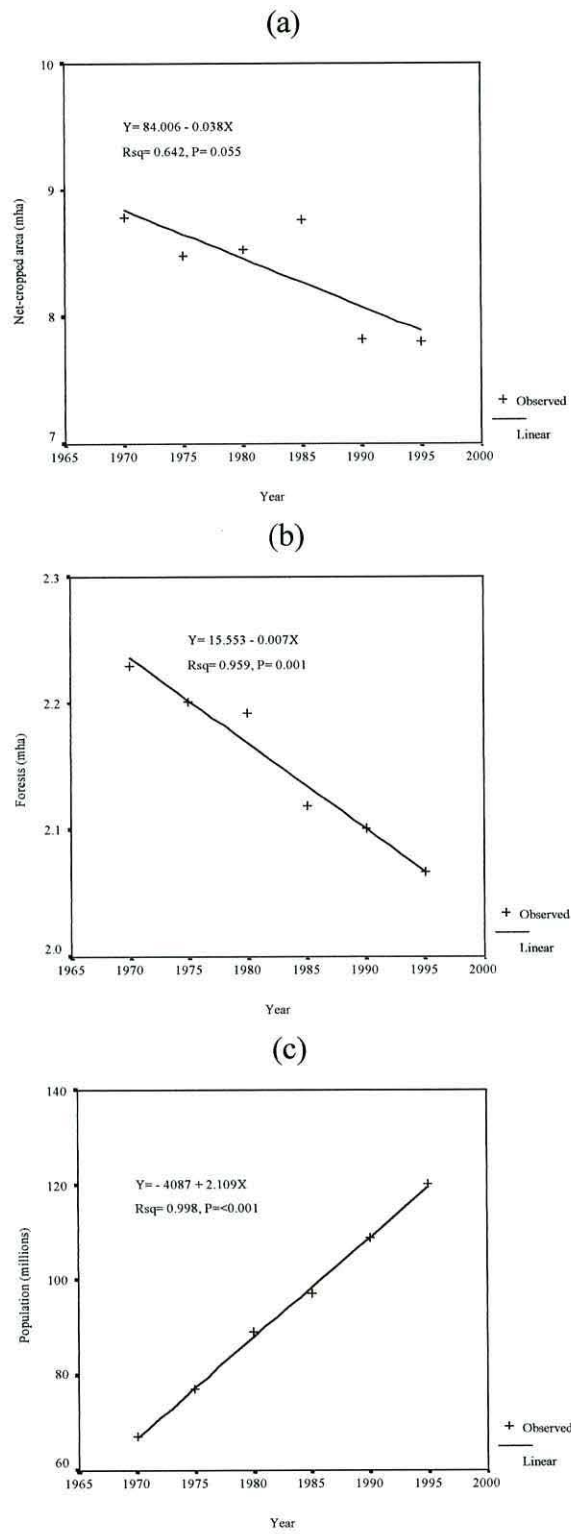 (a)
10
Y= 84.006 - 0.038X
Rsq= 0.642, P= 0.055
9
Net-cropped area (mha)
8
+ Observed
7
Linear
1965 1970 1975 1980 1985 1990 1995 2000
Year
(b)
2.3
Y= 15.553 - 0.007X
Rsq= 0.959, P= 0.001
2.2
Forests (mha)
2.1
+ Observed
2.0
Linear
1965 1970 1975 1980 1985 1990 1995 2000
Year
(c)
140
Y= - 4087 + 2.109X
Rsq= 0.998, P=<0.001
120
Population (millions)
100
80
+ Observed
60
Linear
1965 1970 1975 1980 1985 1990 1995 2000
Year